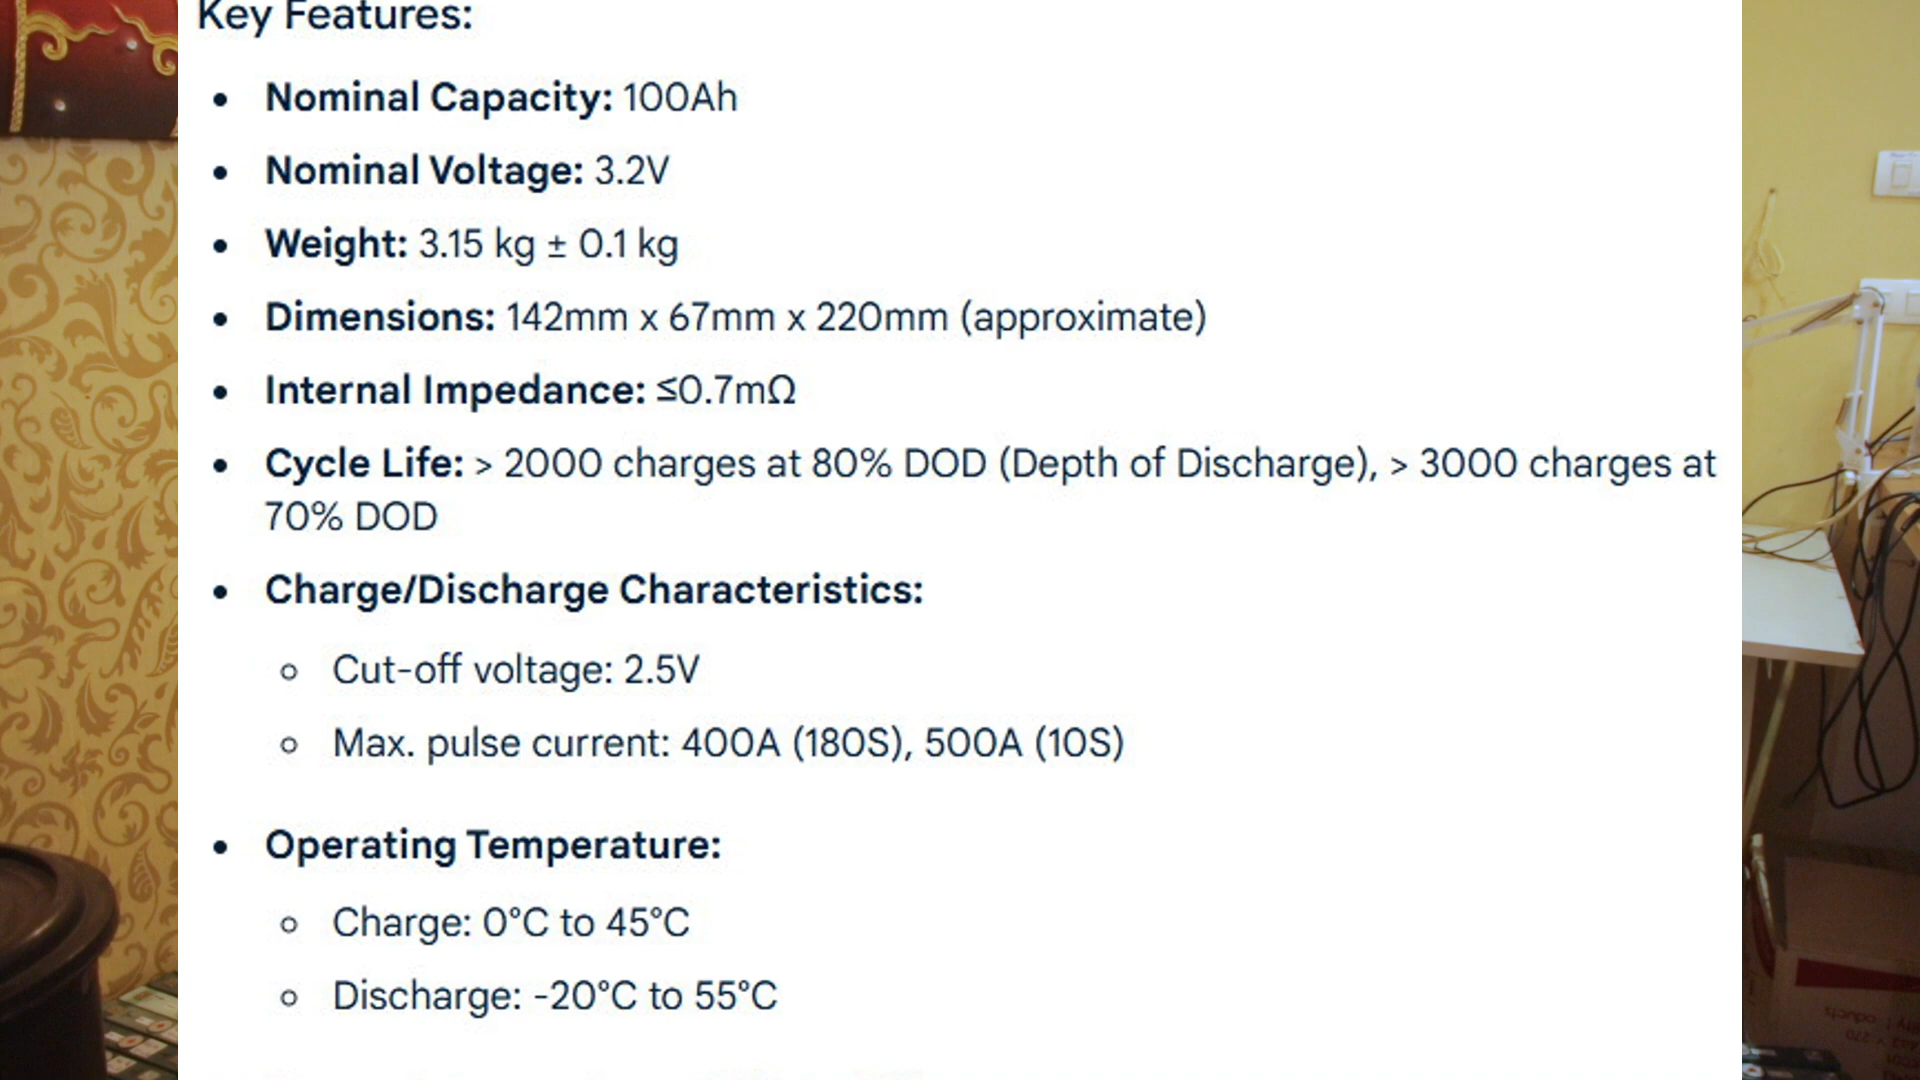 Key Features:
• Nominal Capacity: 100Ah
• Nominal Voltage: 3.2V
• Weight: 3.15 kg ± 0.1 kg
• Dimensions: 142mm x 67mm x 220mm (approximate)
• Internal Impedance: ≤0.7mΩ
• Cycle Life: > 2000 charges at 80% DOD (Depth of Discharge), > 3000 charges at
70% DOD
• Charge/Discharge Characteristics:
○ Cut-off voltage: 2.5V
○ Max. pulse current: 400A (180S), 500A (10S)
• Operating Temperature:
○ Charge: 0°C to 45°C
○ Discharge: -20°C to 55°C